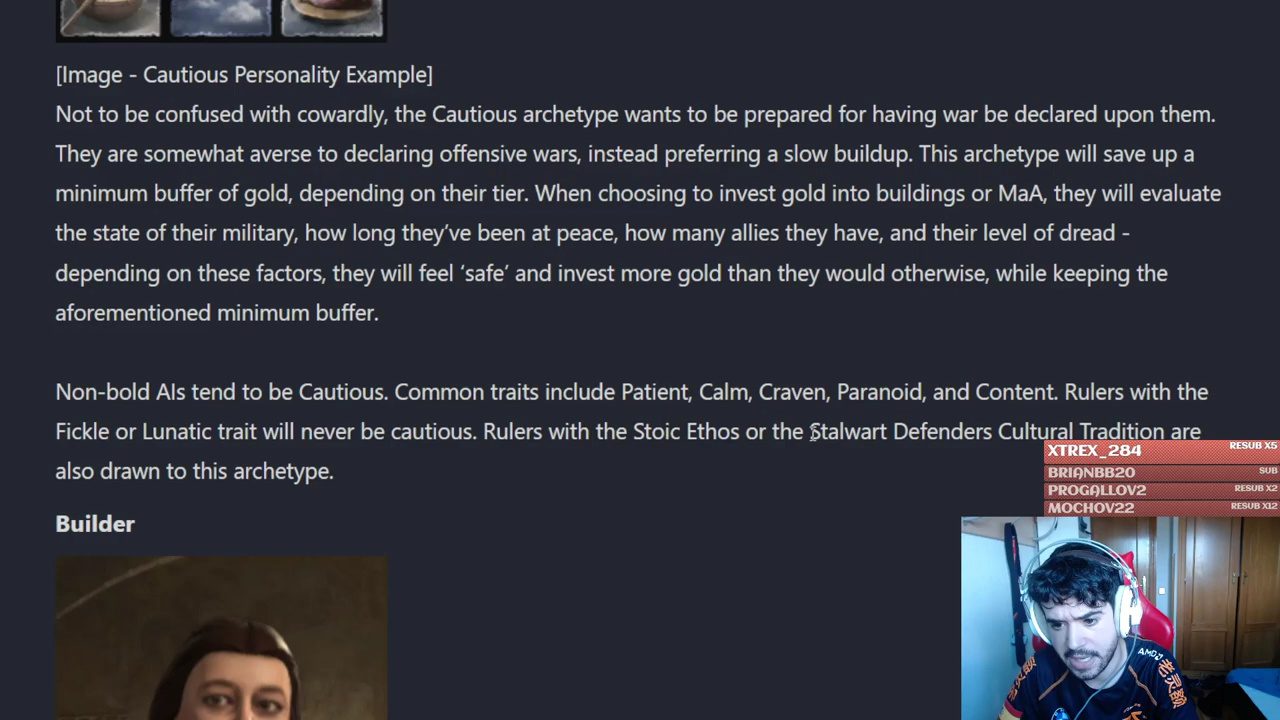 [Image - Cautious Personality Example]
Not to be confused with cowardly, the Cautious archetype wants to be prepared for having war be declared upon them.
They are somewhat averse to declaring offensive wars, instead preferring a slow buildup. This archetype will save up a
minimum buffer of gold, depending on their tier. When choosing to invest gold into buildings or MaA, they will evaluate
the state of their military, how long they’ve been at peace, how many allies they have, and their level of dread -
depending on these factors, they will feel ‘safe’ and invest more gold than they would otherwise, while keeping the
aforementioned minimum buffer.
Non-bold AIs tend to be Cautious. Common traits include Patient, Calm, Craven, Paranoid, and Content. Rulers with the
Fickle or Lunatic trait will never be cautious. Rulers with the Stoic Ethos or the Stalwart Defenders Cultural Tradition are
also drawn to this archetype.
XTREX_284 RESUB X5
BRIANBB20 SUB
PROGALLOV2 RESUB X2
MOCHOV22 RESUB X12
Builder
AMD